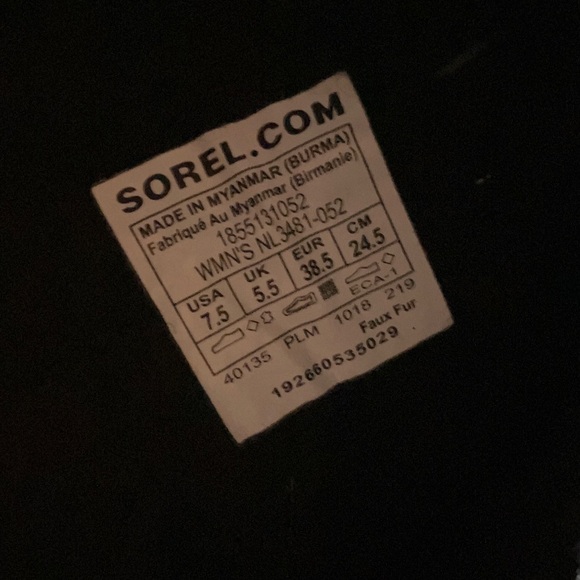 SOREL.COM
MADE IN MYANMAR (BURMA)
Fabriqué Au Myanmar (Birmanie)
1855131052
WMN'S NL3481-052
USA UK EUR CM
7.5 5.5 38.5 24.5
ECA-1
40135 PLM 1018 219
Faux Fur
192660535029